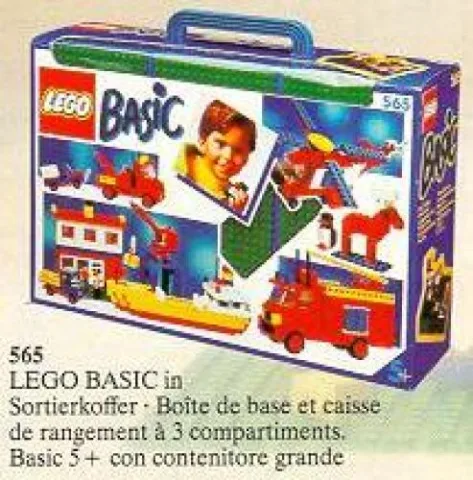 LEGO BASIC
565
BASIC
565
LEGO BASIC in
Sortierkoffer · Boîte de base et caisse
de rangement à 3 compartiments.
Basic 5+ con contenitore grande